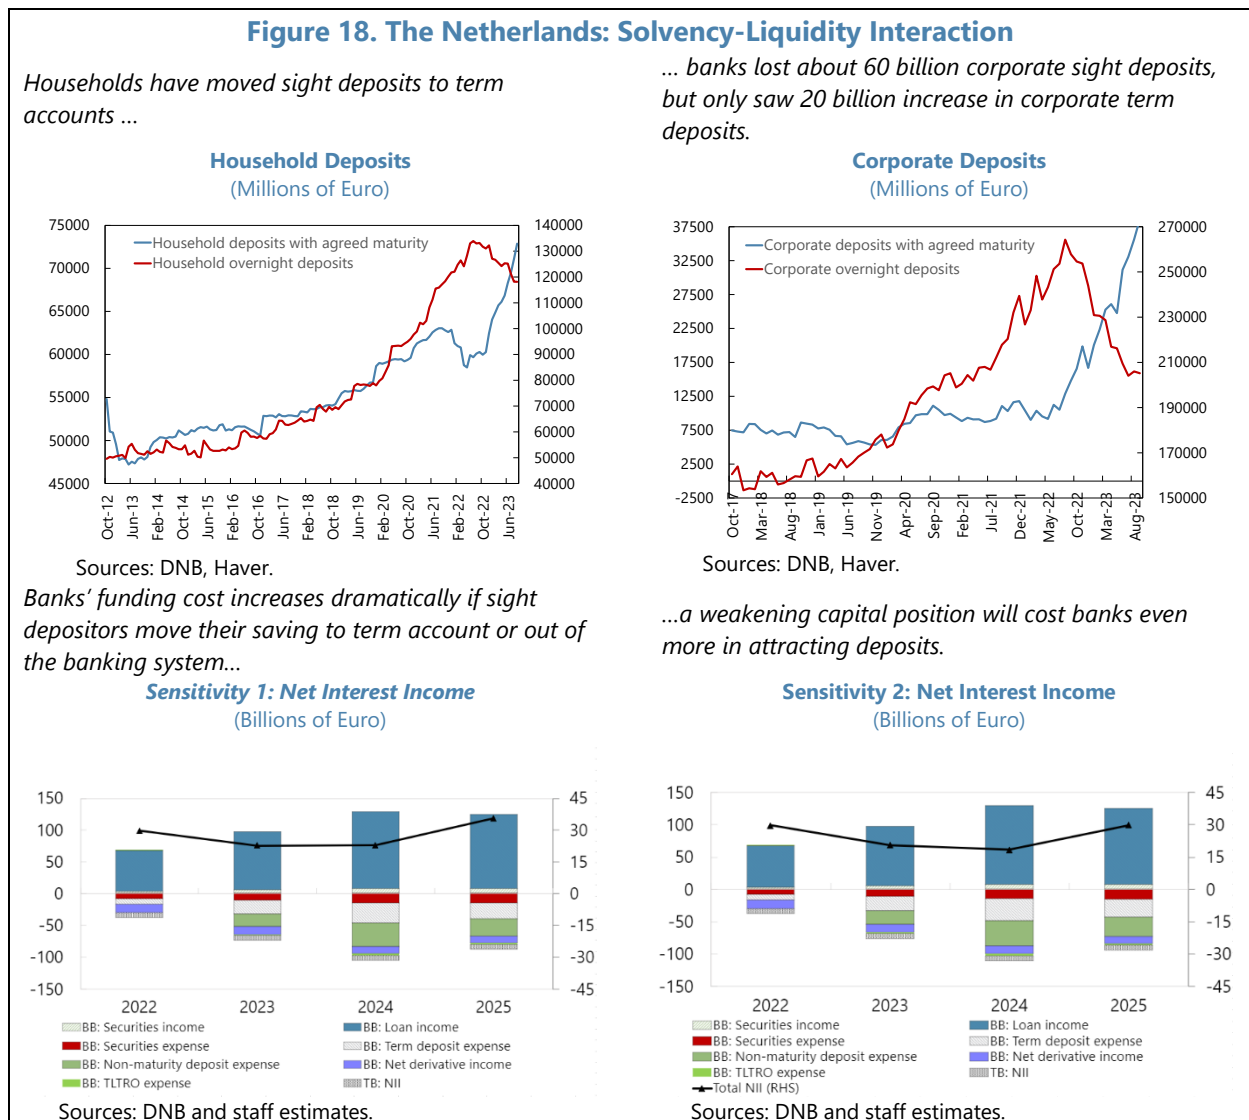 Figure 18. The Netherlands: Solvency-Liquidity Interaction
Households have moved sight deposits to term
accounts ...
... banks lost about 60 billion corporate sight deposits,
but only saw 20 billion increase in corporate term
deposits.
Household Deposits
(Millions of Euro)
75000
70000
65000
60000
55000
50000
45000
140000
130000
120000
110000
100000
90000
80000
70000
60000
50000
40000
Household deposits with agreed maturity
Household overnight deposits
Oct-12
Jun-13
Feb-14
Oct-14
Jun-15
Feb-16
Oct-16
Jun-17
Feb-18
Oct-18
Jun-19
Feb-20
Oct-20
Jun-21
Feb-22
Oct-22
Jun-23
Sources: DNB, Haver.
Corporate Deposits
(Millions of Euro)
37500
32500
27500
22500
17500
12500
7500
2500
-2500
270000
250000
230000
210000
190000
170000
150000
Corporate deposits with agreed maturity
Corporate overnight deposits
Oct-17
Mar-18
Aug-18
Jan-19
Jun-19
Nov-19
Apr-20
Sep-20
Feb-21
Jul-21
Dec-21
May-22
Oct-22
Mar-23
Aug-23
Sources: DNB, Haver.
Banks' funding cost increases dramatically if sight
depositors move their saving to term account or out of
the banking system...
...a weakening capital position will cost banks even
more in attracting deposits.
Sensitivity 1: Net Interest Income
(Billions of Euro)
150
100
50
0
-50
-100
-150
45
30
15
0
-15
-30
-45
2022
2023
2024
2025
BB: Securities income
BB: Loan income
BB: Securities expense
BB: Term deposit expense
BB: Non-maturity deposit expense
BB: Net derivative income
BB: TLTRO expense
TB: NII
Sources: DNB and staff estimates.
Sensitivity 2: Net Interest Income
(Billions of Euro)
150
100
50
0
-50
-100
-150
45
30
15
0
-15
-30
-45
2022
2023
2024
2025
BB: Securities income
BB: Loan income
BB: Securities expense
BB: Term deposit expense
BB: Non-maturity deposit expense
BB: Net derivative income
BB: TLTRO expense
TB: NII
Total NII (RHS)
Sources: DNB and staff estimates.